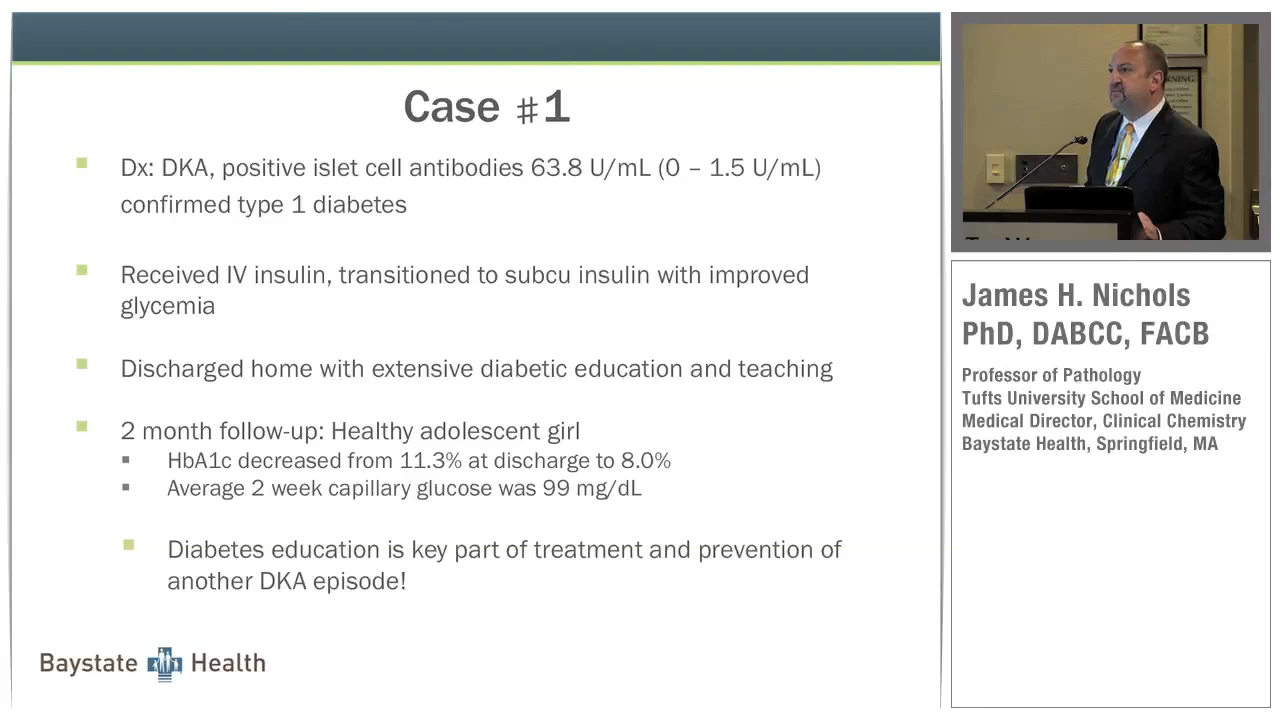 Case #1
Dx: DKA, positive islet cell antibodies 63.8 U/mL (0 – 1.5 U/mL)
confirmed type 1 diabetes
Received IV insulin, transitioned to subcu insulin with improved
glycemia
Discharged home with extensive diabetic education and teaching
2 month follow-up: Healthy adolescent girl
HbA1c decreased from 11.3% at discharge to 8.0%
Average 2 week capillary glucose was 99 mg/dL
Diabetes education is key part of treatment and prevention of
another DKA episode!
Baystate Health
James H. Nichols
PhD, DABCC, FACB
Professor of Pathology
Tufts University School of Medicine
Medical Director, Clinical Chemistry
Baystate Health, Springfield, MA